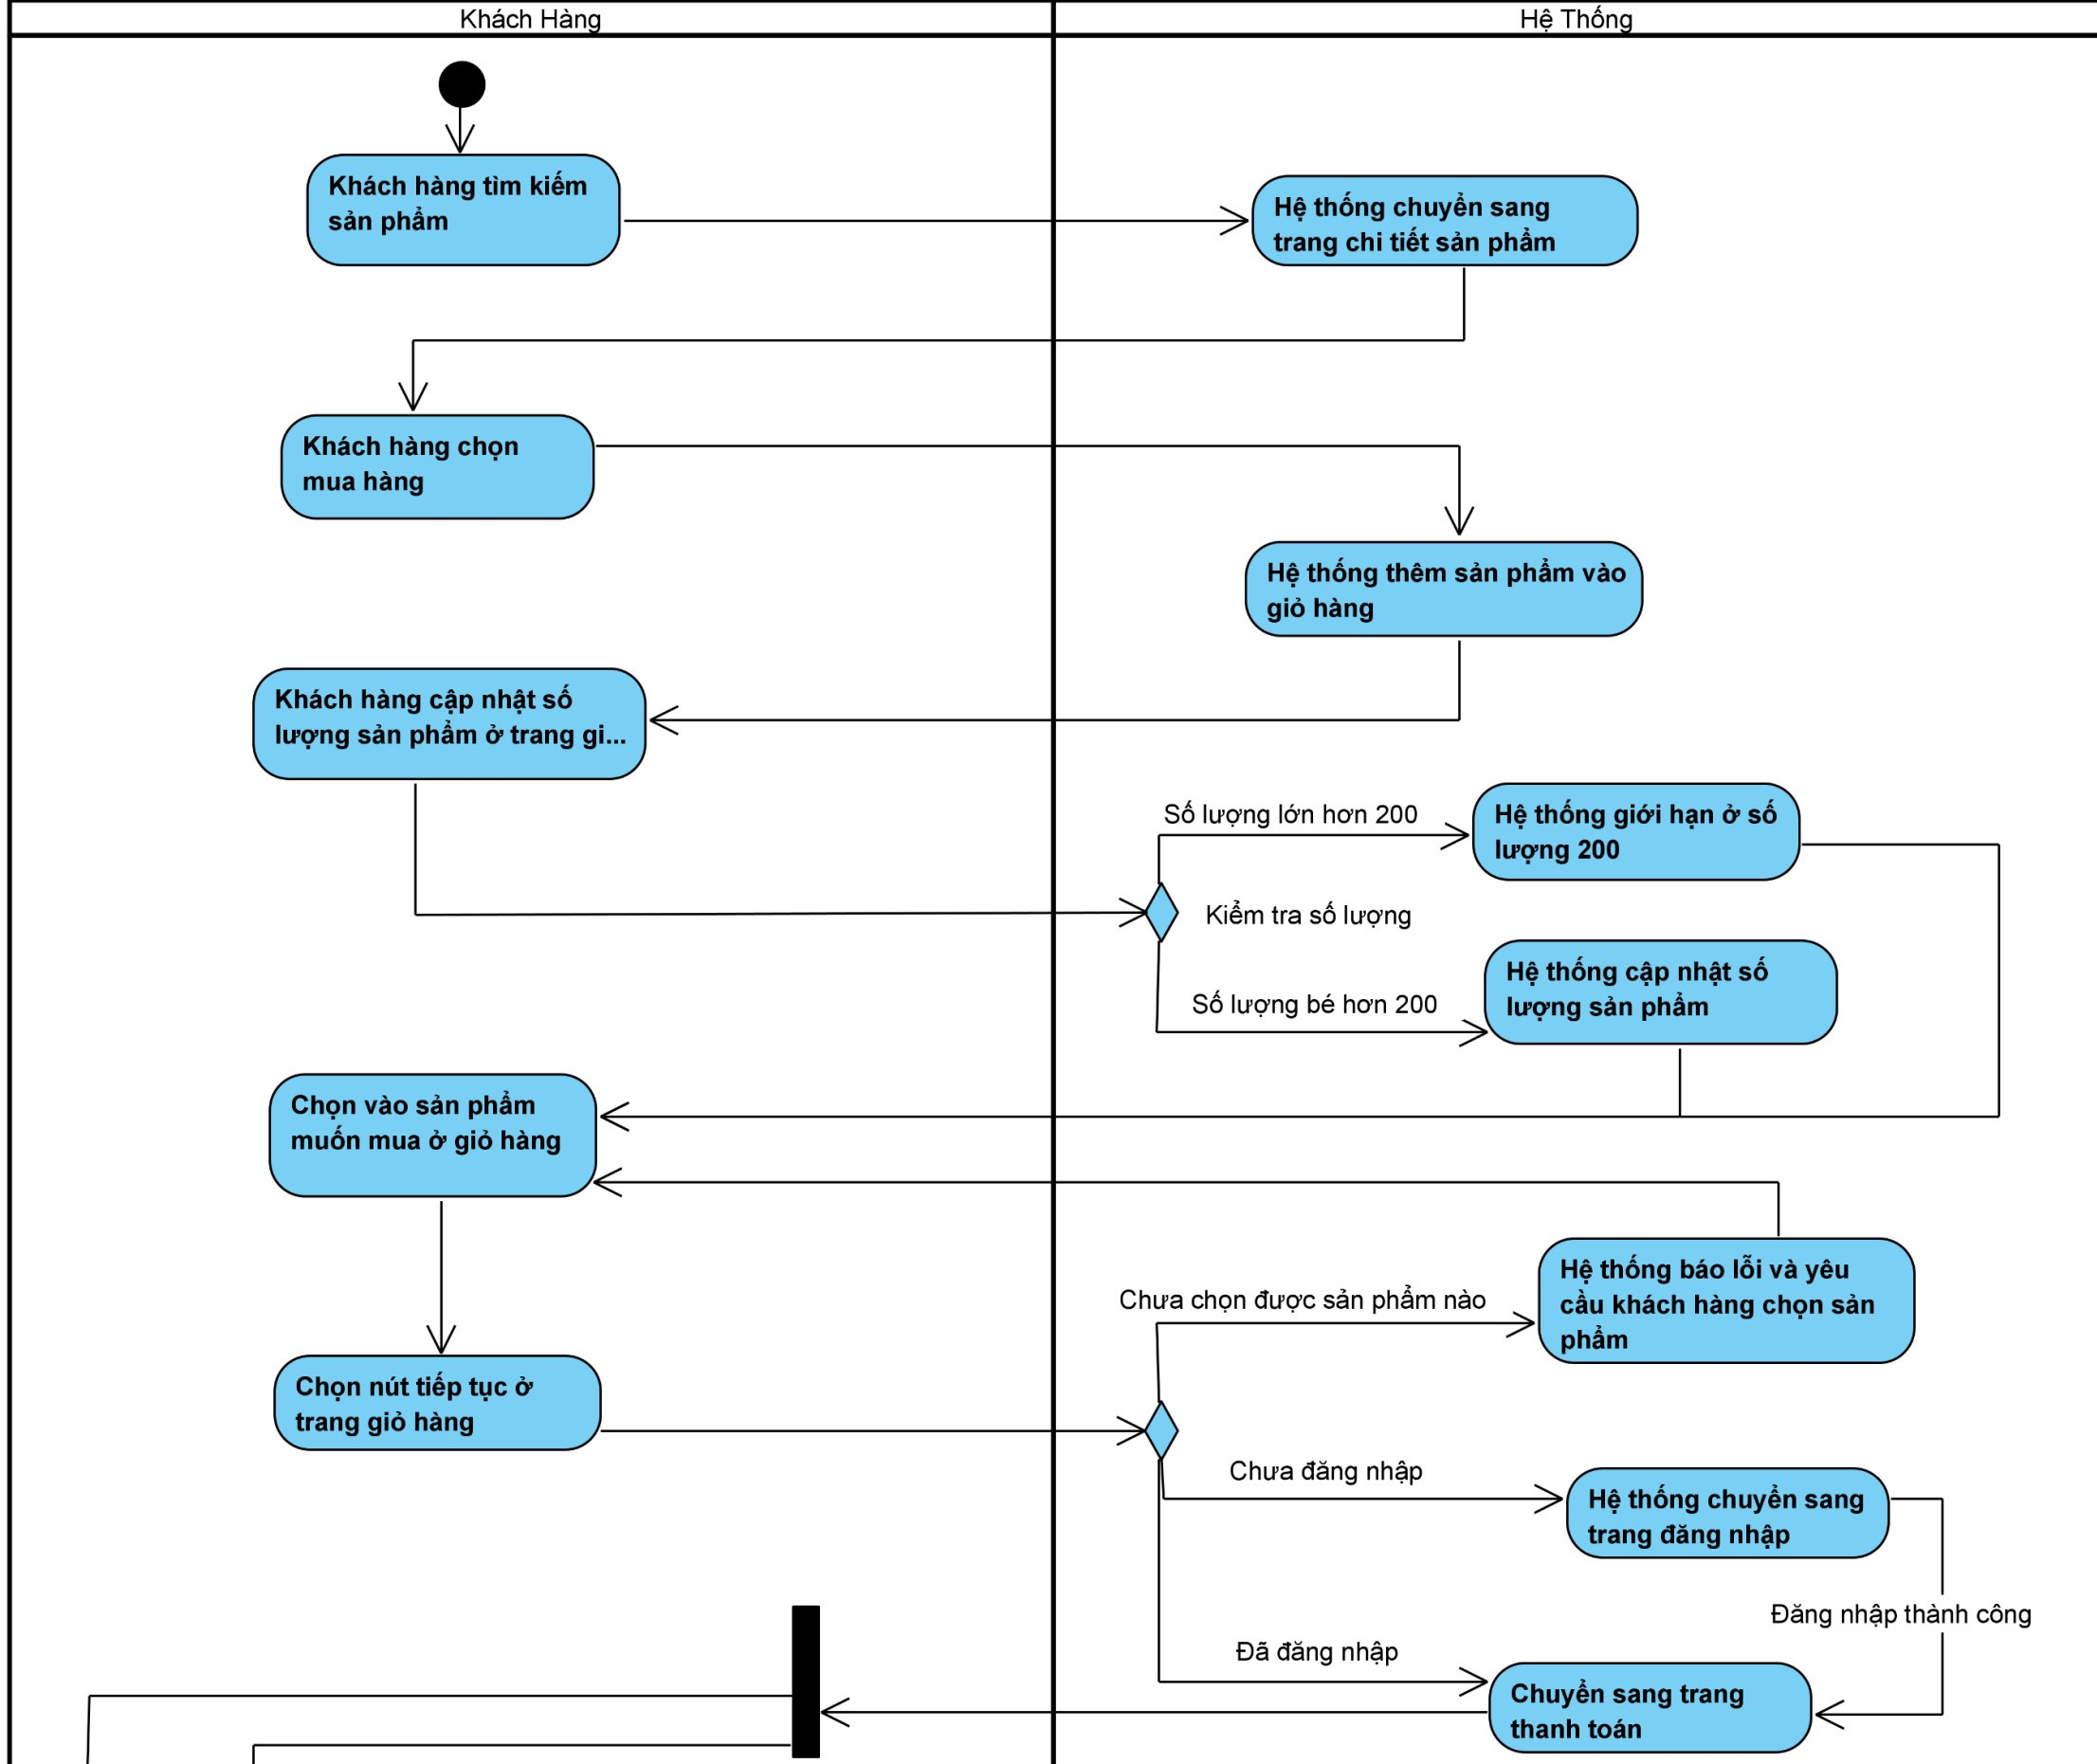 Khách Hàng
Hệ Thống
Khách hàng tìm kiếm
sản phẩm
Hệ thống chuyển sang
trang chi tiết sản phẩm
Khách hàng chọn
mua hàng
Hệ thống thêm sản phẩm vào
giỏ hàng
Khách hàng cập nhật số
lượng sản phẩm ở trang gi...
Số lượng lớn hơn 200
Hệ thống giới hạn ở số
lượng 200
Kiểm tra số lượng
Hệ thống cập nhật số
lượng sản phẩm
Số lượng bé hơn 200
Chọn vào sản phẩm
muốn mua ở giỏ hàng
Hệ thống báo lỗi và yêu
cầu khách hàng chọn sản
phẩm
Chưa chọn được sản phẩm nào
Chọn nút tiếp tục ở
trang giỏ hàng
Chưa đăng nhập
Hệ thống chuyển sang
trang đăng nhập
Đăng nhập thành công
Đã đăng nhập
Chuyển sang trang
thanh toán